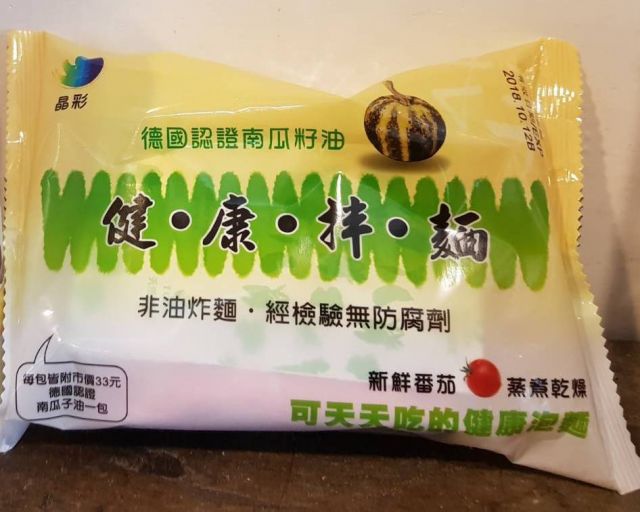 晶彩
2018.10.12B
德國認證南瓜籽油
健・康・拌・麵
非油炸麵・經檢驗無防腐劑
每包皆附市價33元
德國認證
南瓜子油一包
新鮮番茄 蒸煮乾燥
可天天吃的健康泡麵